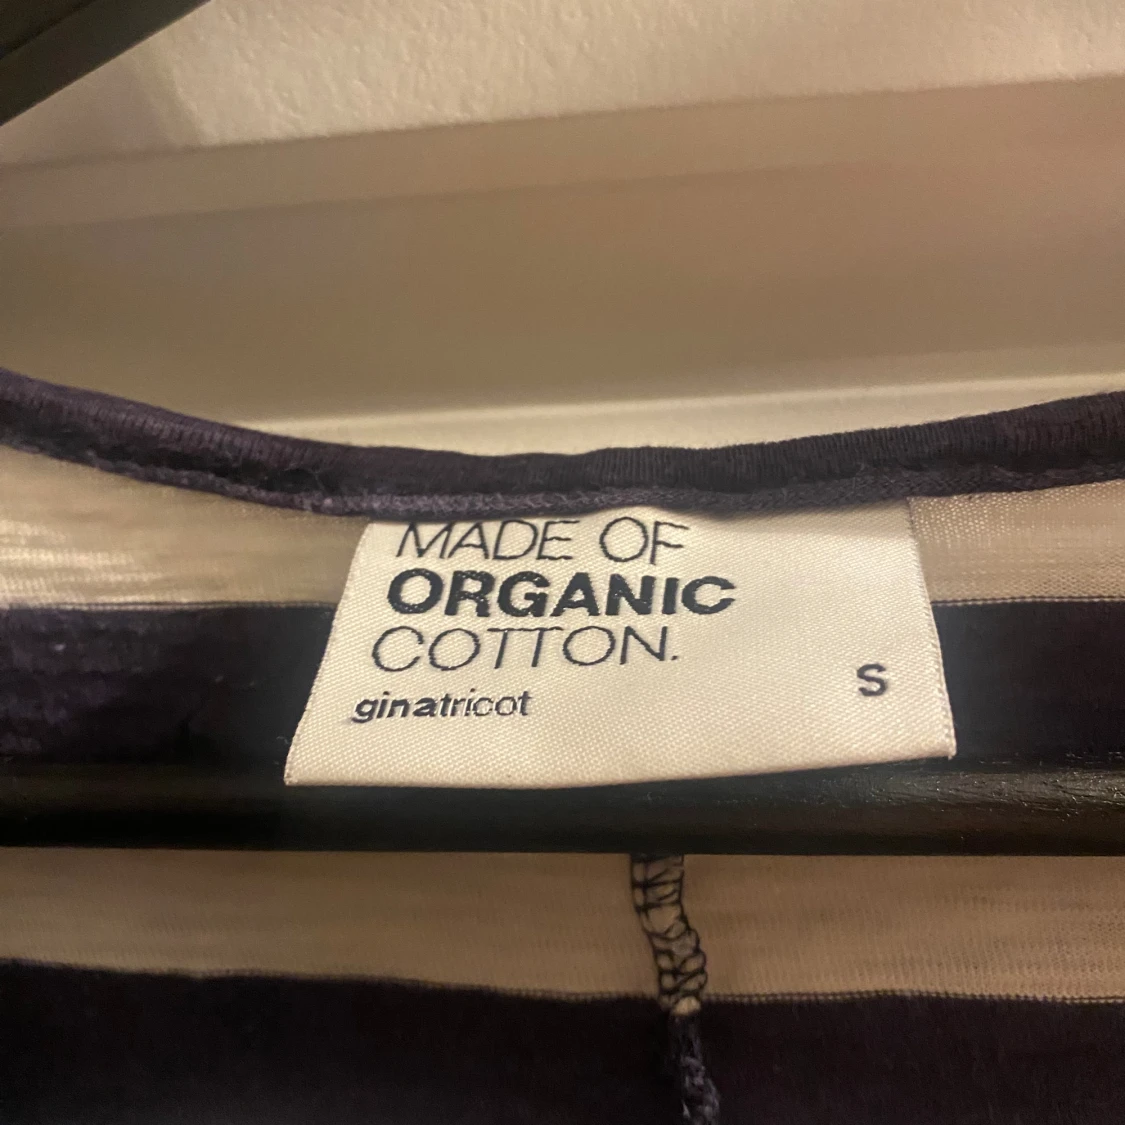 MADE OF
ORGANIC
COTTON.
ginatricot
S